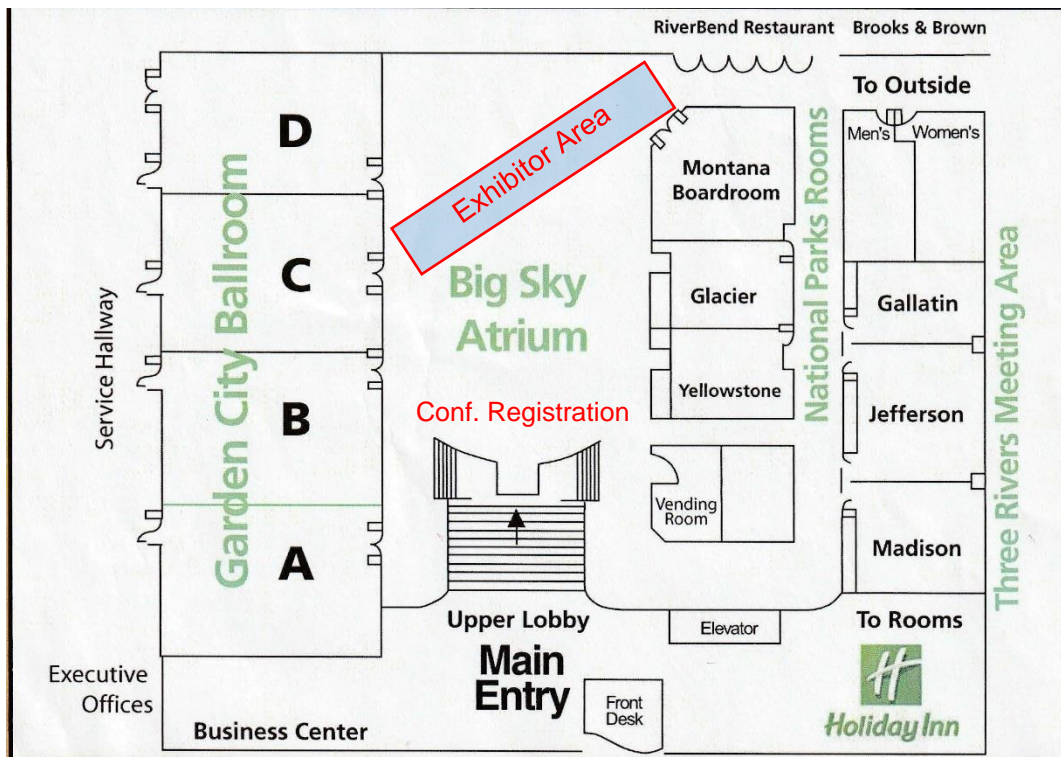 RiverBend Restaurant
Brooks & Brown
To Outside
Men's
Women's
D
Exhibitor Area
Montana
Boardroom
National Parks Rooms
C
Garden City Ballroom
Service Hallway
Big Sky
Atrium
Glacier
Gallatin
Three Rivers Meeting Area
Yellowstone
Conf. Registration
B
Jefferson
Vending
Room
A
Madison
Upper Lobby
Elevator
To Rooms
Main
Entry
Executive
Offices
Front
Desk
H
Holiday Inn
Business Center